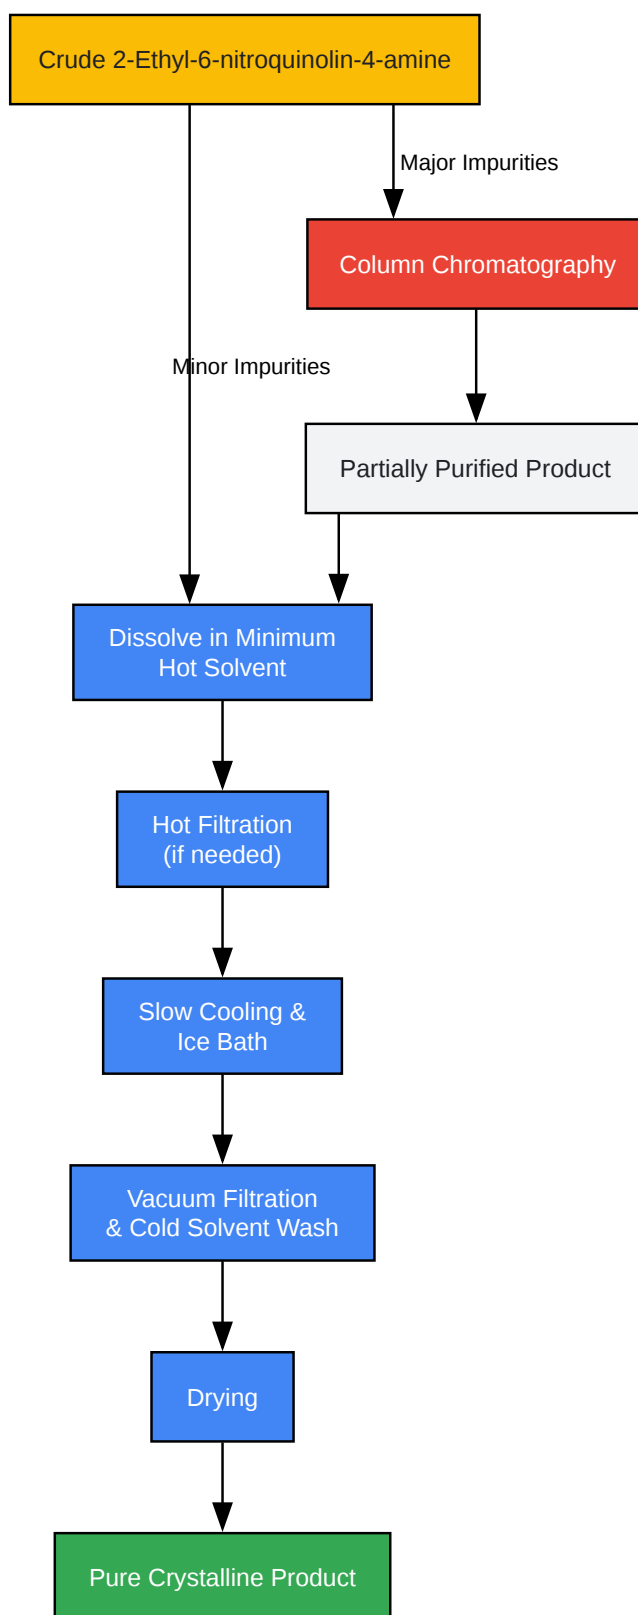 Crude 2-Ethyl-6-nitroquinolin-4-amine
Major Impurities
Column Chromatography
Minor Impurities
Partially Purified Product
Dissolve in Minimum
Hot Solvent
Hot Filtration
(if needed)
Slow Cooling &
Ice Bath
Vacuum Filtration
& Cold Solvent Wash
Drying
Pure Crystalline Product